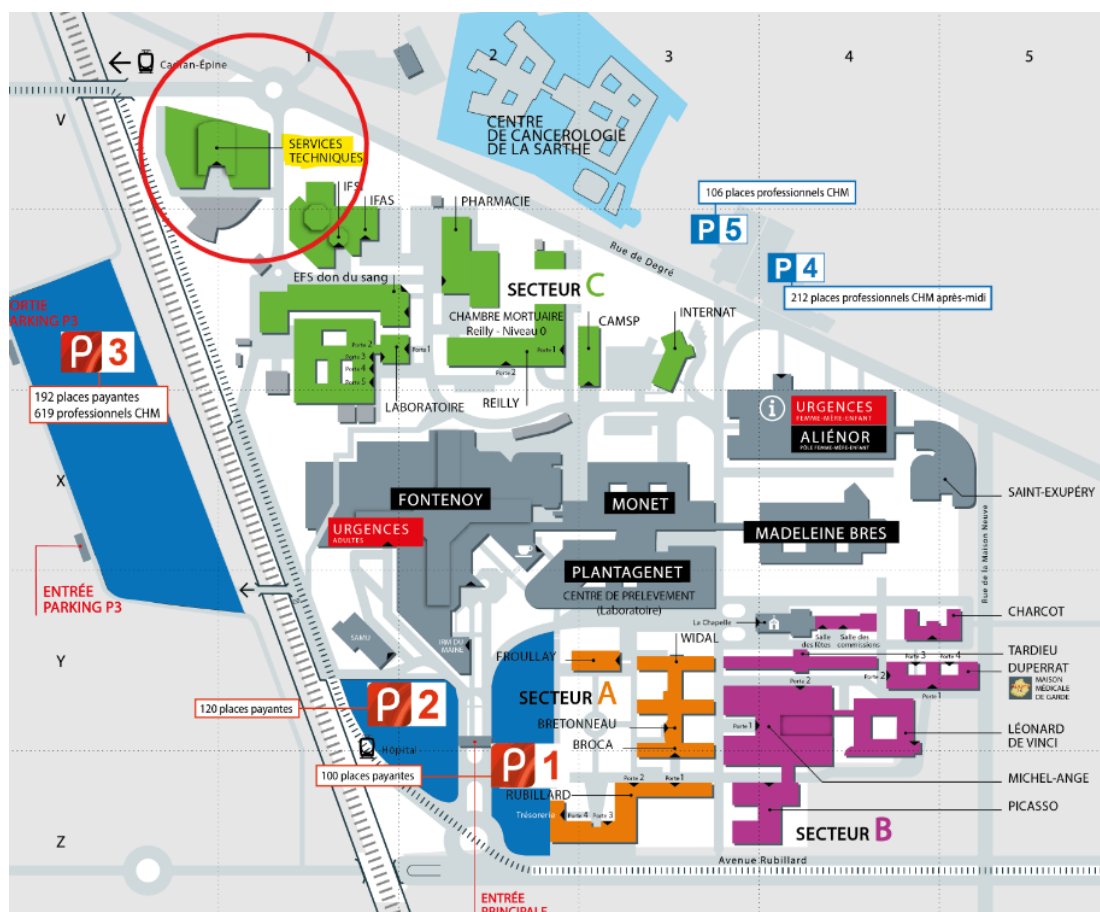 1
2
3
4
5
V
X
Y
Z
Cadran-Épine
SERVICES
TECHNIQUES
CENTRE
DE CANCEROLOGIE
DE LA SARTHE
IFSI
IFAS
PHARMACIE
106 places professionnels CHM
P 5
P 4
212 places professionnels CHM après-midi
Rue de Degré
EFS don du sang
SECTEUR C
CHAMBRE MORTUAIRE
Reilly - Niveau 0
CAMSP
INTERNAT
Porte 2
Porte 3
Porte 4
Porte 5
Porte 1
Porte 1
Porte 2
LABORATOIRE
REILLY
ORTIE
ARKING P3
P 3
192 places payantes
619 professionnels CHM
ENTRÉE
PARKING P3
i
URGENCES
FEMME-MÈRE-ENFANT
ALIÉNOR
PÔLE FEMME-MÈRE-ENFANT
SAINT-EXUPÉRY
Rue de la Maison Neuve
FONTENOY
URGENCES
ADULTES
MONET
MADELEINE BRES
PLANTAGENET
CENTRE DE PRELEVEMENT
(Laboratoire)
SAMU
IRM DU
MAINE
La Chapelle
Salle
des fêtes
Salle des
commissions
CHARCOT
TARDIEU
DUPERRAT
MAISON
MÉDICALE
DE GARDE
Porte 3
Porte 4
Porte 2
Porte 1
LÉONARD
DE VINCI
MICHEL-ANGE
PICASSO
Porte 2
Porte 1
SECTEUR B
WIDAL
FROULLAY
SECTEUR A
BRETONNEAU
BROCA
120 places payantes
P 2
Hôpital
100 places payantes
P 1
RUBILLARD
Porte 2
Porte 1
Trésorerie
Porte 4
Porte 3
Avenue Rubillard
ENTRÉE
PRINCIPALE